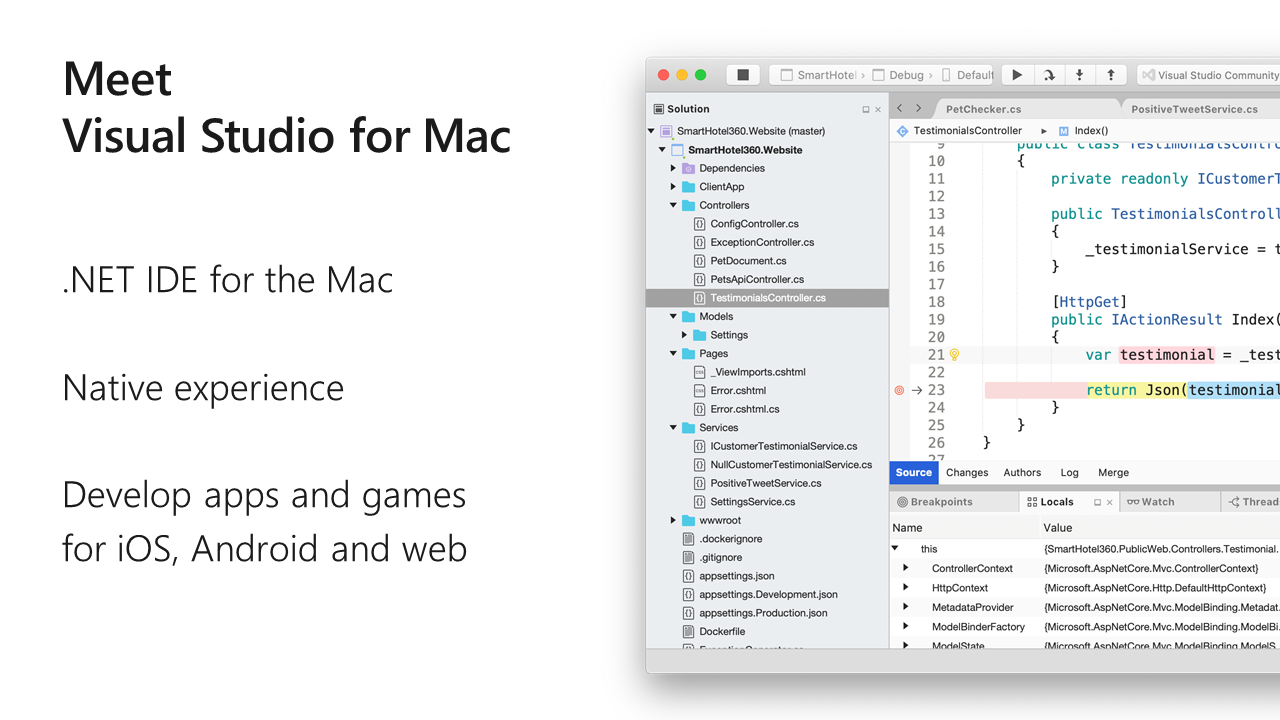 Meet
Visual Studio for Mac
.NET IDE for the Mac
Native experience
Develop apps and games
for iOS, Android and web
SmartHotel › Debug › Default
Visual Studio Community
Solution
SmartHotel360.Website (master)
SmartHotel360.Website
Dependencies
ClientApp
Controllers
ConfigController.cs
ExceptionController.cs
PetDocument.cs
PetsApiController.cs
TestimonialsController.cs
Models
Settings
Pages
_ViewImports.cshtml
Error.cshtml
Error.cshtml.cs
Services
ICustomerTestimonialService.cs
NullCustomerTestimonialService.cs
PositiveTweetService.cs
SettingsService.cs
wwwroot
.dockerignore
.gitignore
appsettings.json
appsettings.Development.json
appsettings.Production.json
Dockerfile
PetChecker.cs PositiveTweetService.cs
TestimonialsController ▸ M Index()
9 public class TestimonialsContro
10 {
11 private readonly ICustomerT
12
13 public TestimonialsControll
14 {
15 _testimonialService = t
16 }
17
18 [HttpGet]
19 public IActionResult Index(
20 {
21 var testimonial = _test
22
23 return Json(testimonial
24 }
25 }
26 }
27
Source Changes Authors Log Merge
Breakpoints Locals Watch Thread
Name Value
this {SmartHotel360.PublicWeb.Controllers.Testimonial.
ControllerContext {Microsoft.AspNetCore.Mvc.ControllerContext}
HttpContext {Microsoft.AspNetCore.Http.DefaultHttpContext}
MetadataProvider {Microsoft.AspNetCore.Mvc.ModelBinding.Metadat.
ModelBinderFactory {Microsoft.AspNetCore.Mvc.ModelBinding.ModelBi.
ModelState {Microsoft.AspNetCore.Mvc.ModelBinding.ModelS